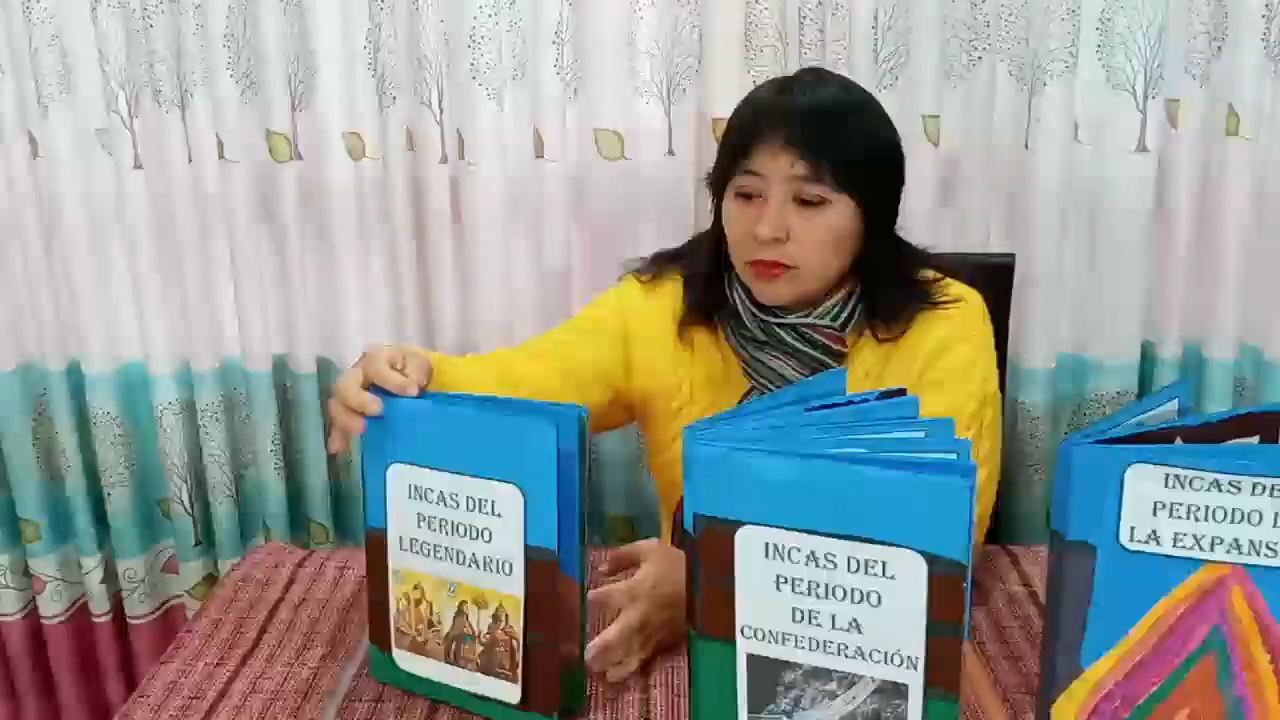 INCAS DEL
PERIODO
LEGENDARIO
INCAS DEL
PERIODO
DE LA
CONFEDERACIÓN
INCAS DE
PERIODO
LA EXPANS